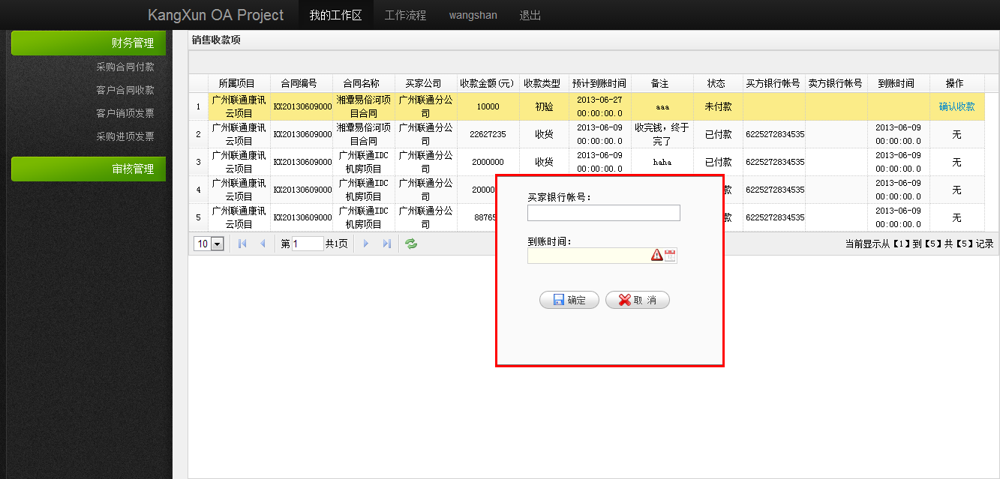 KangXun OA Project 我的工作区 工作流程 wangshan 退出
财务管理
采购合同付款
客户合同收款
客户销项发票
采购进项发票
审核管理
销售收款项
所属项目 合同编号 合同名称 买家公司 收款金额(元) 收款类型 预计到账时间 备注 状态 买方银行帐号 卖方银行帐号 到账时间 操作
1 广州联通康讯云项目 KX20130609000 湘潭易俗河项目合同 广州联通分公司 10000 初验 2013-06-27 00:00:00.0 aaa 未付款 确认收款
2 广州联通康讯云项目 KX20130609000 湘潭易俗河项目合同 广州联通分公司 22627235 收货 2013-06-09 00:00:00.0 收完钱，终于完了 已付款 6225272834535 2013-06-09 00:00:00.0 无
3 广州联通康讯云项目 KX20130609000 广州联通IDC机房项目 广州联通分公司 2000000 收货 2013-06-09 00:00:00.0 haha 已付款 6225272834535 2013-06-09 00:00:00.0 无
4 广州联通康讯云项目 KX20130609000 广州联通IDC机房项目 广州联通分公司 20000 款 6225272834535 2013-06-09 00:00:00.0 无
5 广州联通康讯云项目 KX20130609000 广州联通IDC机房项目 广州联通分公司 88765 款 6225272834535 2013-06-09 00:00:00.0 无
买家银行帐号：
到账时间：
确定 取 消
10 第 1 共1页 当前显示从【1】到【5】共【5】记录